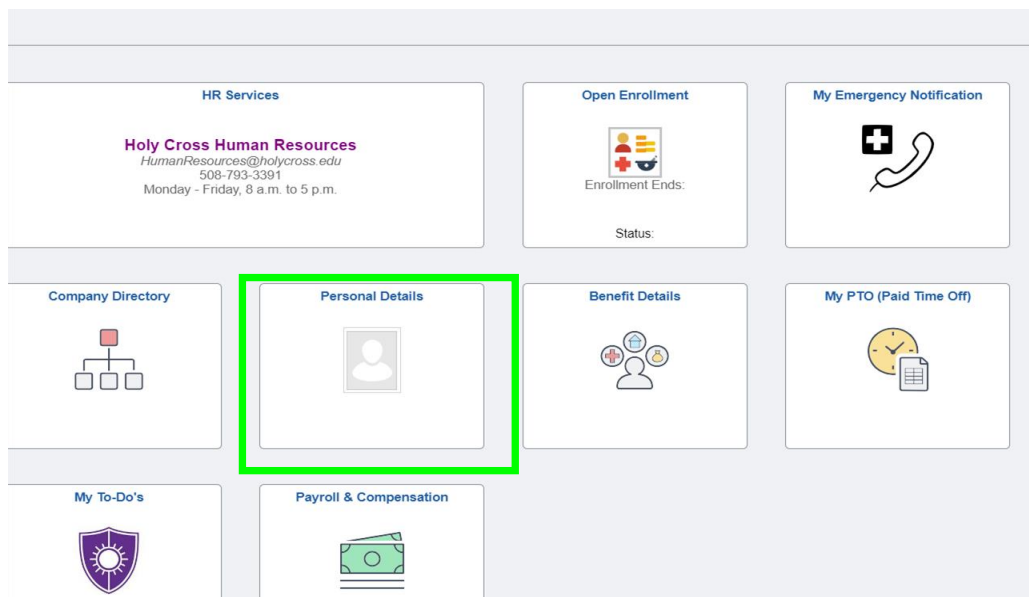 HR Services
Holy Cross Human Resources
HumanResources@holycross.edu
508-793-3391
Monday - Friday, 8 a.m. to 5 p.m.
Open Enrollment
Enrollment Ends:
Status:
My Emergency Notification
Company Directory
Personal Details
Benefit Details
My PTO (Paid Time Off)
My To-Do's
Payroll & Compensation